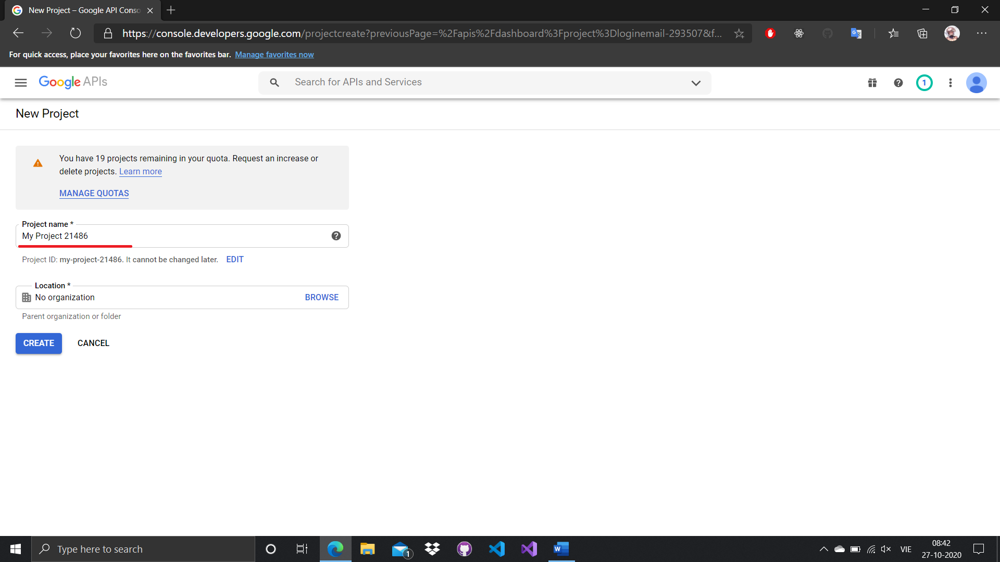 New Project – Google API Conso
https://console.developers.google.com/projectcreate?previousPage=%2Fapis%2Fdashboard%3Fproject%3Dloginemail-293507&f...
For quick access, place your favorites here on the favorites bar. Manage favorites now
Google APIs
Search for APIs and Services
1
New Project
You have 19 projects remaining in your quota. Request an increase or
delete projects. Learn more
MANAGE QUOTAS
Project name *
My Project 21486
Project ID: my-project-21486. It cannot be changed later. EDIT
Location *
No organization
BROWSE
Parent organization or folder
CREATE
CANCEL
Type here to search
1
VIE
08:42
27-10-2020